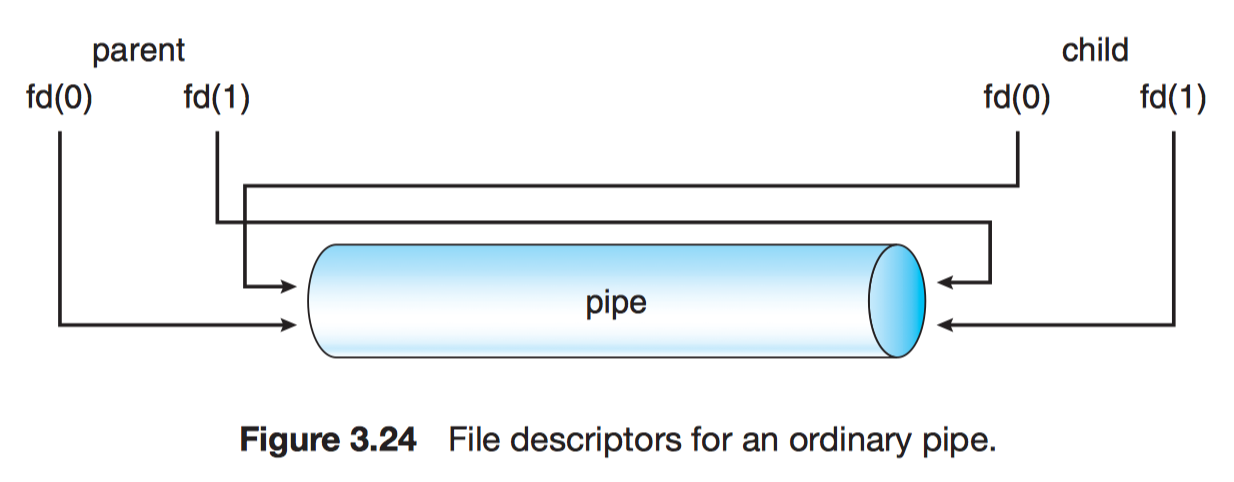 parent child
fd(0) fd(1) fd(0) fd(1)
pipe
Figure 3.24 File descriptors for an ordinary pipe.